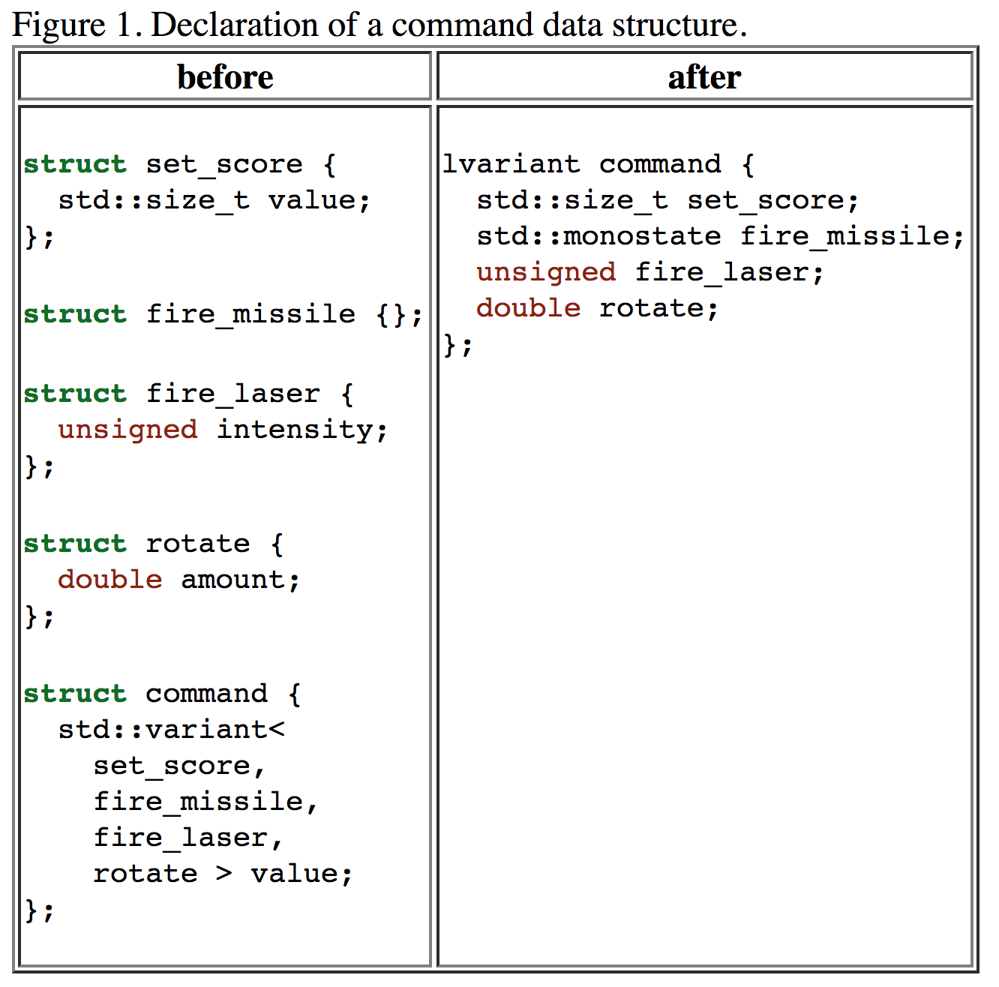 Figure 1. Declaration of a command data structure.
before
after
struct set_score {
  std::size_t value;
};
struct fire_missile {};
struct fire_laser {
  unsigned intensity;
};
struct rotate {
  double amount;
};
struct command {
  std::variant<
    set_score,
    fire_missile,
    fire_laser,
    rotate > value;
};
lvariant command {
  std::size_t set_score;
  std::monostate fire_missile;
  unsigned fire_laser;
  double rotate;
};